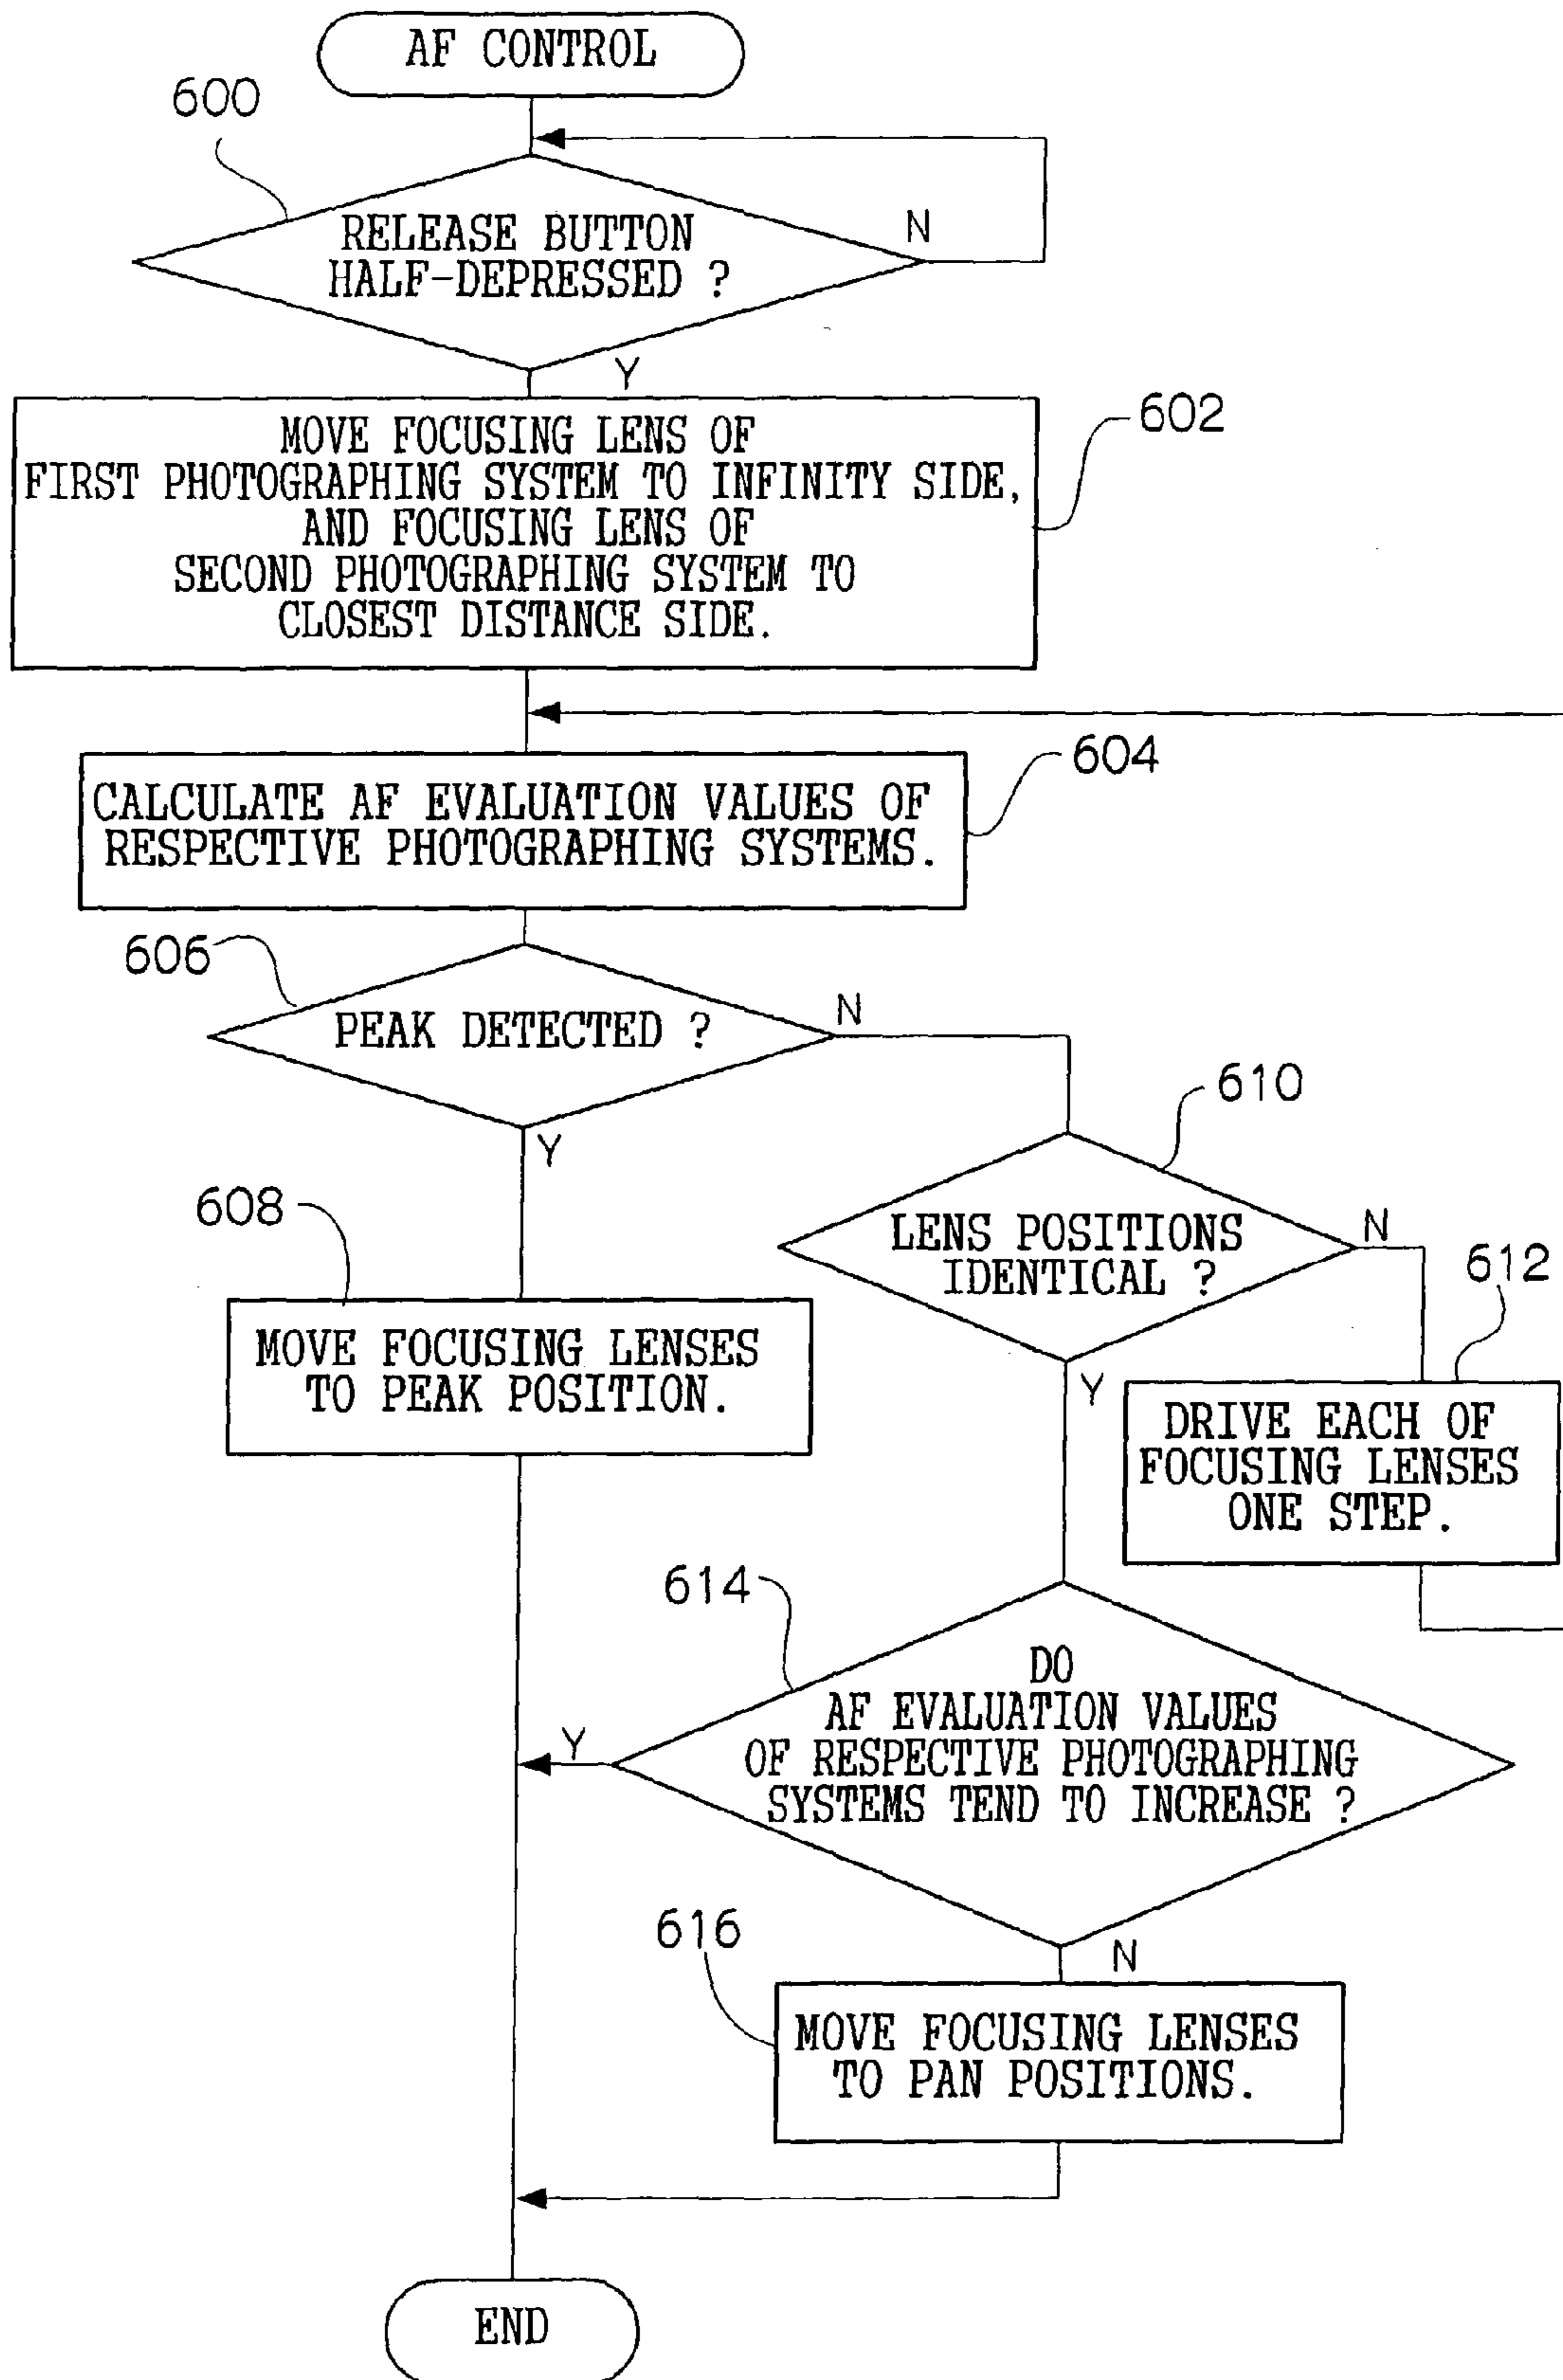 AF CONTROL
600
RELEASE BUTTON
HALF-DEPRESSED ?
N
Y
602
MOVE FOCUSING LENS OF
FIRST PHOTOGRAPHING SYSTEM TO INFINITY SIDE,
AND FOCUSING LENS OF
SECOND PHOTOGRAPHING SYSTEM TO
CLOSEST DISTANCE SIDE.
604
CALCULATE AF EVALUATION VALUES OF
RESPECTIVE PHOTOGRAPHING SYSTEMS.
606
PEAK DETECTED ?
N
Y
610
608
LENS POSITIONS
IDENTICAL ?
N
Y
612
MOVE FOCUSING LENSES
TO PEAK POSITION.
DRIVE EACH OF
FOCUSING LENSES
ONE STEP.
614
DO
AF EVALUATION VALUES
OF RESPECTIVE PHOTOGRAPHING
SYSTEMS TEND TO INCREASE ?
Y
N
616
MOVE FOCUSING LENSES
TO PAN POSITIONS.
END